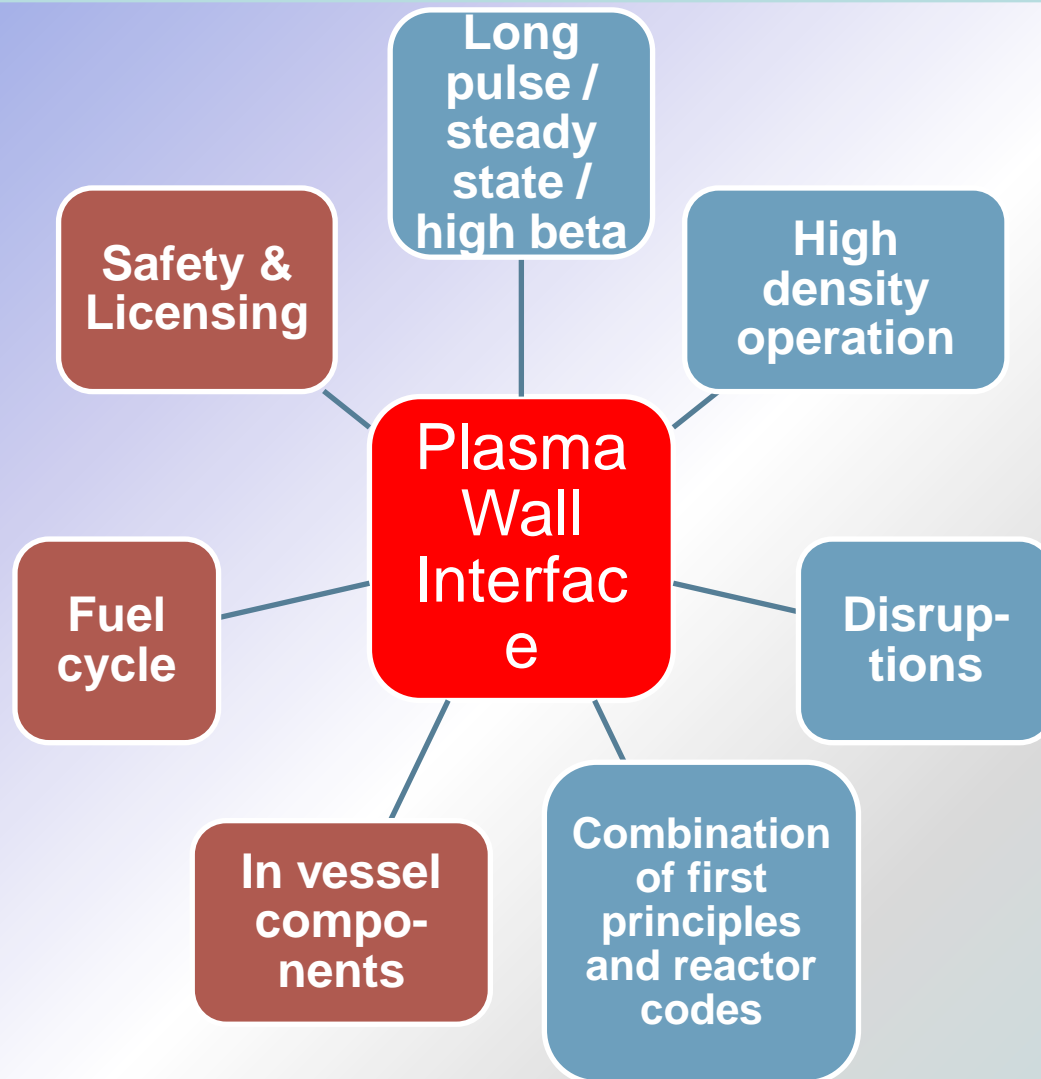 Long
pulse /
steady
state /
high beta
Safety &
Licensing
High
density
operation
Plasma
Wall
Interfac
e
Fuel
cycle
Disrup-
tions
In vessel
compo-
nents
Combination
of first
principles
and reactor
codes